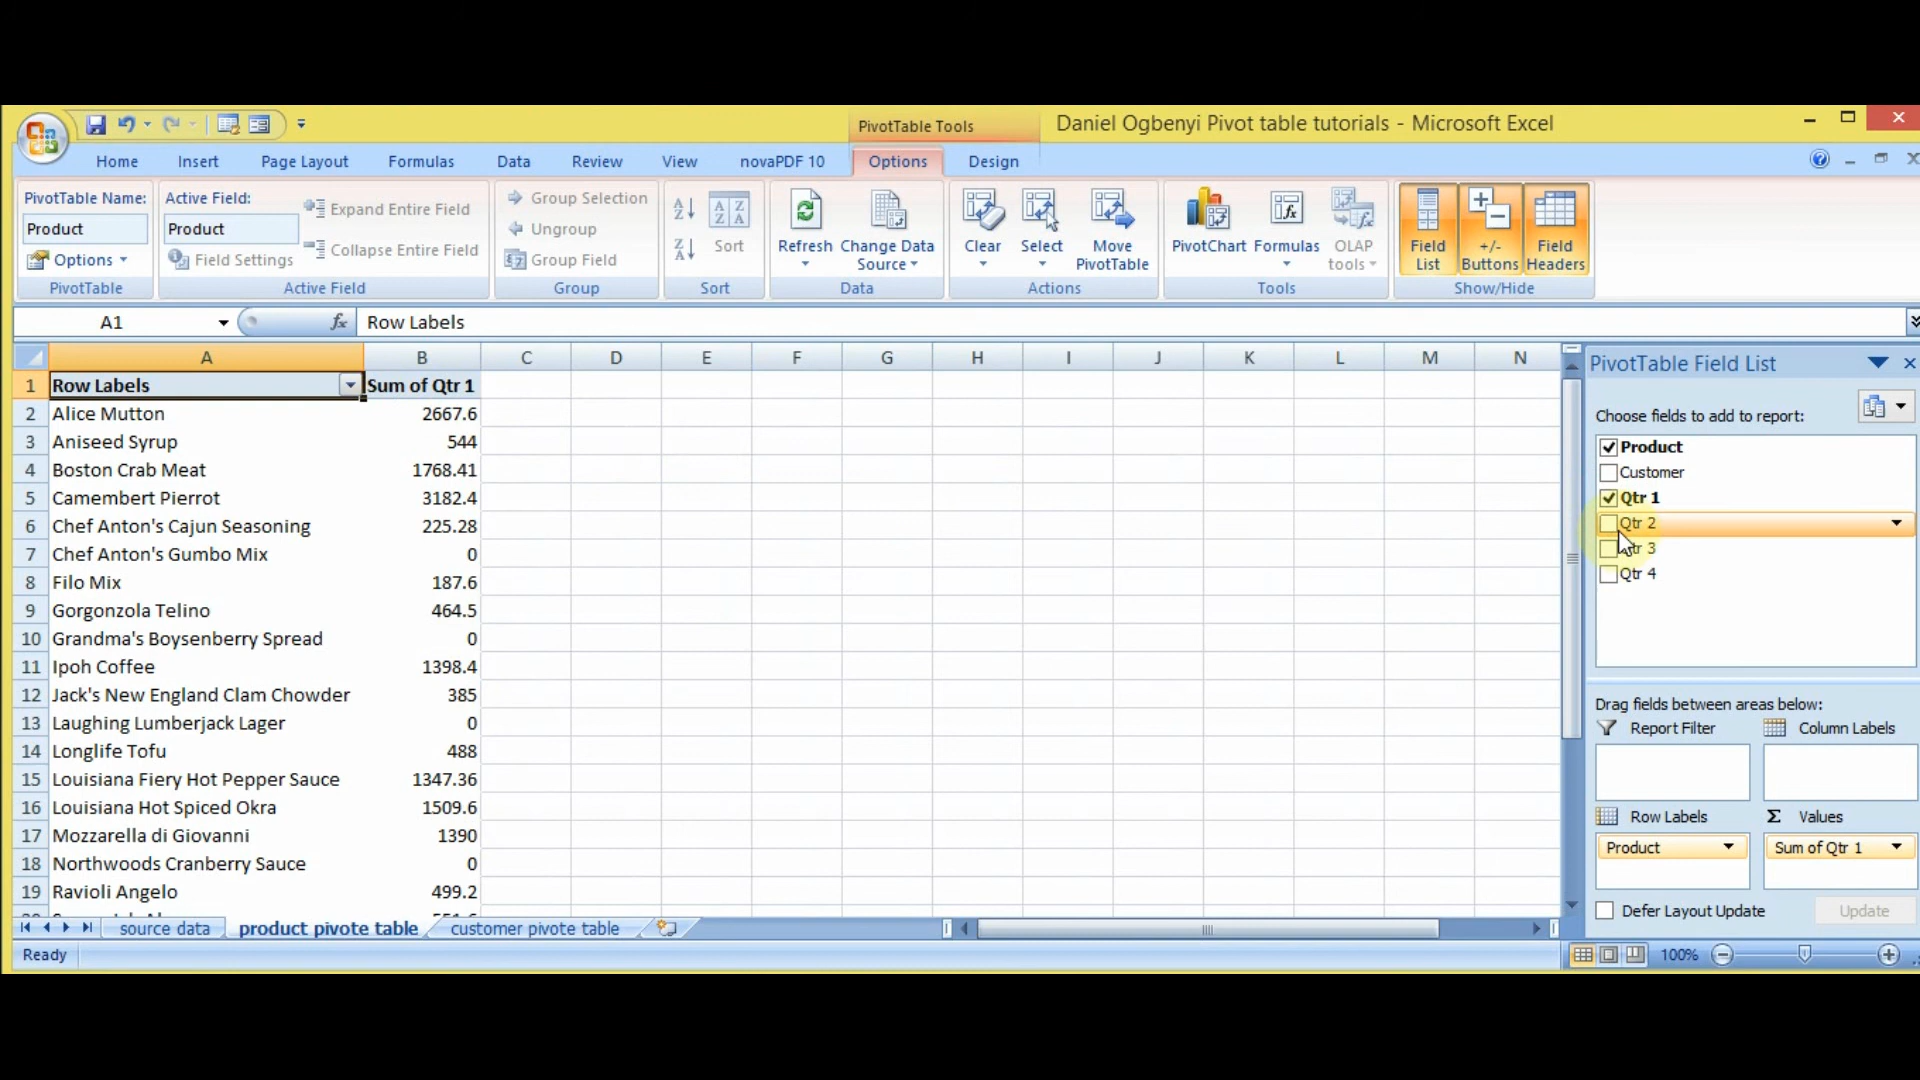 PivotTable Tools
Daniel Ogbenyi Pivot table tutorials - Microsoft Excel
Home Insert Page Layout Formulas Data Review View novaPDF 10 Options Design
PivotTable Name:
Product
Options
PivotTable
Active Field:
Product
Field Settings
Expand Entire Field
Collapse Entire Field
Active Field
Group Selection
Ungroup
Group Field
Group
Sort
Sort
Refresh
Change Data
Source
Data
Clear
Select
Move
PivotTable
Actions
PivotChart
Formulas
OLAP
tools
Tools
Field
List
+/-
Buttons
Field
Headers
Show/Hide
A1 fx Row Labels
A B C D E F G H I J K L M N
1 Row Labels Sum of Qtr 1
2 Alice Mutton 2667.6
3 Aniseed Syrup 544
4 Boston Crab Meat 1768.41
5 Camembert Pierrot 3182.4
6 Chef Anton's Cajun Seasoning 225.28
7 Chef Anton's Gumbo Mix 0
8 Filo Mix 187.6
9 Gorgonzola Telino 464.5
10 Grandma's Boysenberry Spread 0
11 Ipoh Coffee 1398.4
12 Jack's New England Clam Chowder 385
13 Laughing Lumberjack Lager 0
14 Longlife Tofu 488
15 Louisiana Fiery Hot Pepper Sauce 1347.36
16 Louisiana Hot Spiced Okra 1509.6
17 Mozzarella di Giovanni 1390
18 Northwoods Cranberry Sauce 0
19 Ravioli Angelo 499.2
PivotTable Field List
Choose fields to add to report:
Product
Customer
Qtr 1
Qtr 2
Qtr 3
Qtr 4
Drag fields between areas below:
Report Filter
Column Labels
Row Labels
Σ Values
Product
Sum of Qtr 1
Defer Layout Update
Update
source data product pivote table customer pivote table
Ready
100%